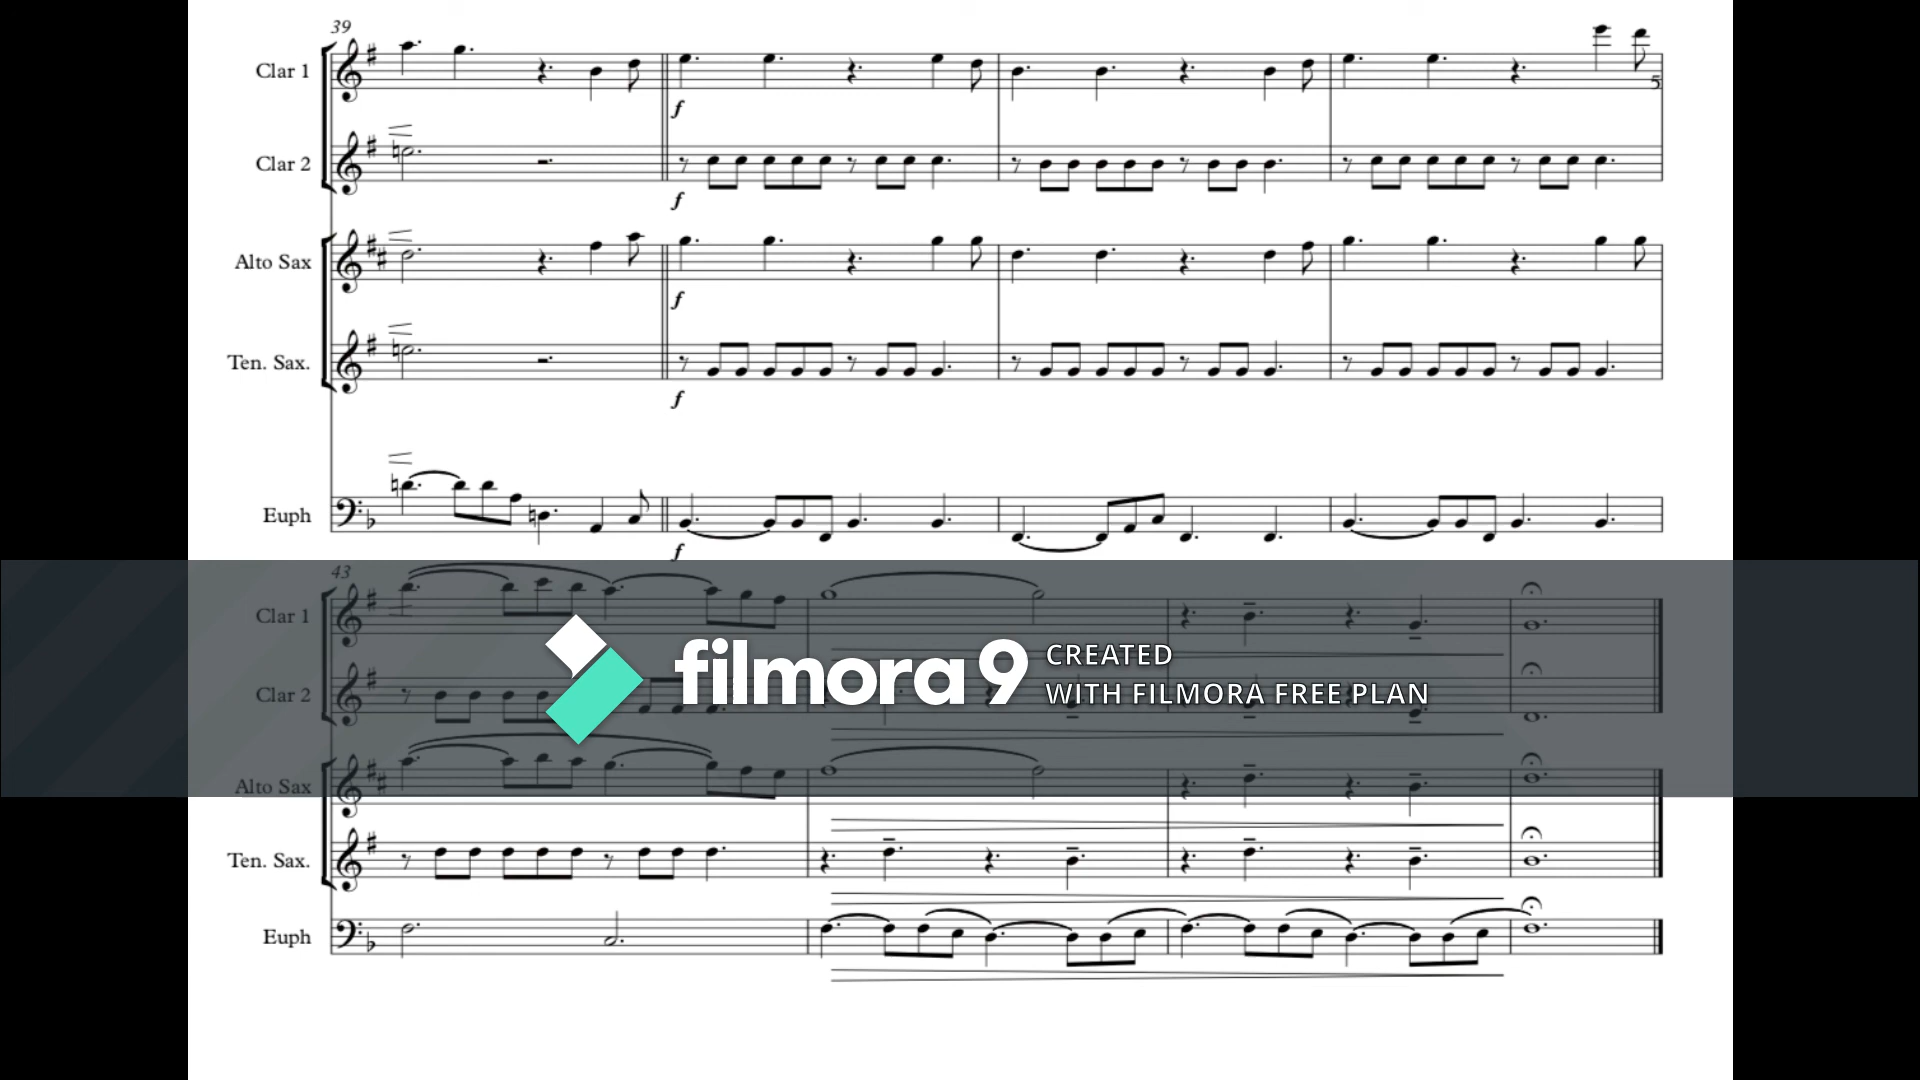 39
Clar 1
5
f
Clar 2
f
Alto Sax
f
Ten. Sax.
f
Euph
f
43
Clar 1
filmora 9 CREATED
WITH FILMORA FREE PLAN
Clar 2
Alto Sax
Ten. Sax.
Euph